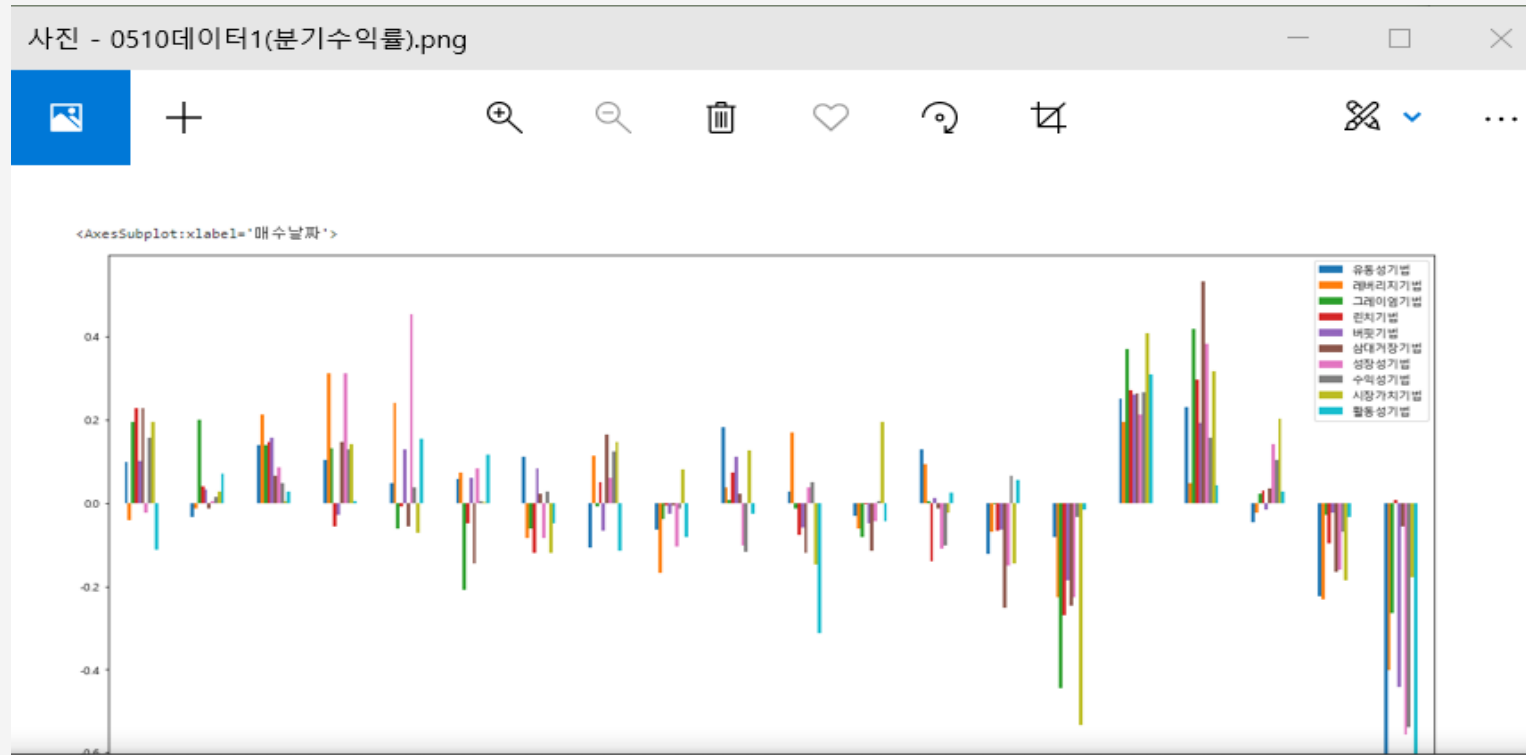 사진 - 0510데이터1(분기수익률).png
<AxesSubplot:xlabel='매수날짜'>
유동성기법
레버리지기법
그레이엄기법
린치기법
버핏기법
삼대거장기법
성장성기법
수익성기법
시장가치기법
활동성기법
0.4
0.2
0.0
-0.2
-0.4
-0.6